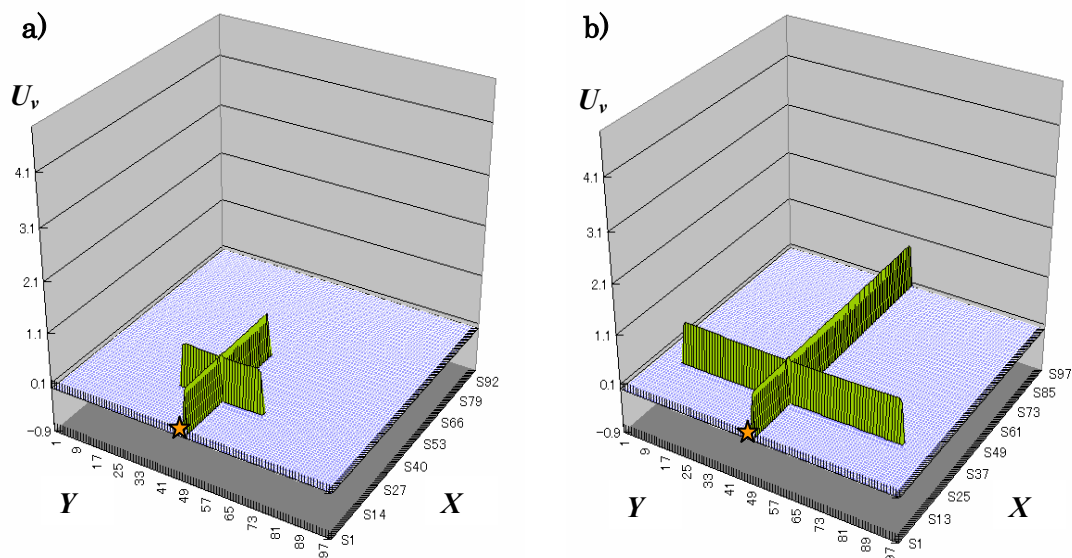 a)
U_v
4.1
3.1
2.1
1.1
0.1
−0.9
1 9 17 25 33 41 49 57 65 73 81 89 97
Y
S1 S14 S27 S40 S53 S66 S79 S92
X
b)
U_v
4.1
3.1
2.1
1.1
0.1
−0.9
1 9 17 25 33 41 49 57 65 73 81 89 97
Y
S1 S13 S25 S37 S49 S61 S73 S85 S97
X